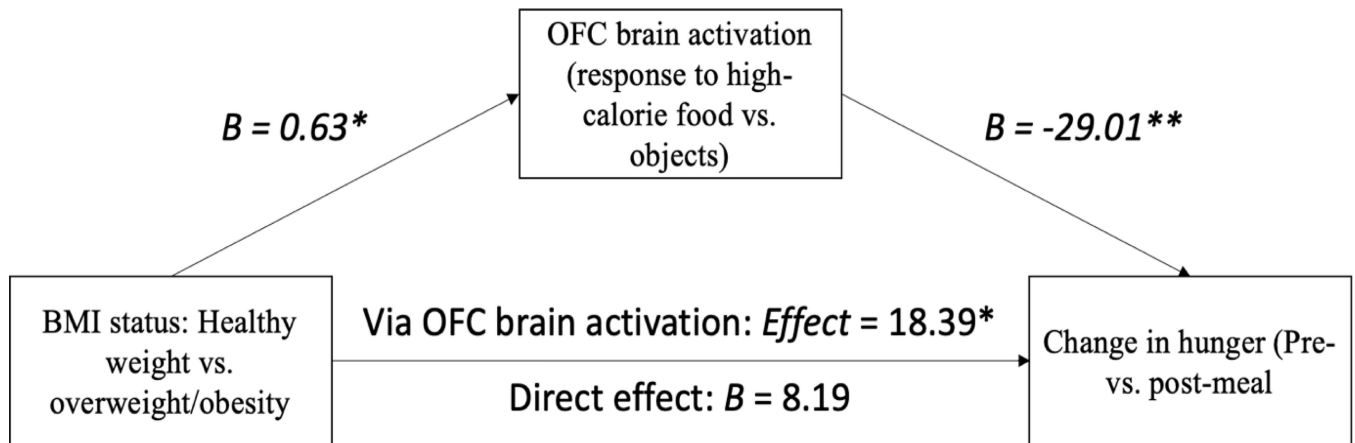 OFC brain activation
(response to high-
calorie food vs.
objects)
B = 0.63*
B = -29.01**
BMI status: Healthy
weight vs.
overweight/obesity
Via OFC brain activation: Effect = 18.39*
Direct effect: B = 8.19
Change in hunger (Pre-
vs. post-meal